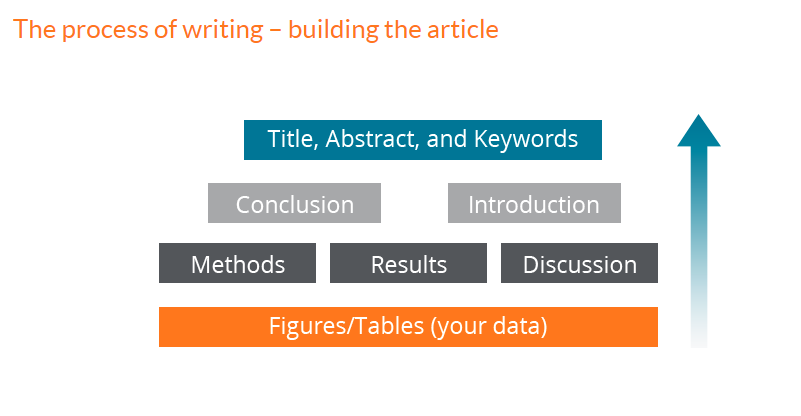 The process of writing – building the article
Title, Abstract, and Keywords
Conclusion
Introduction
Methods
Results
Discussion
Figures/Tables (your data)